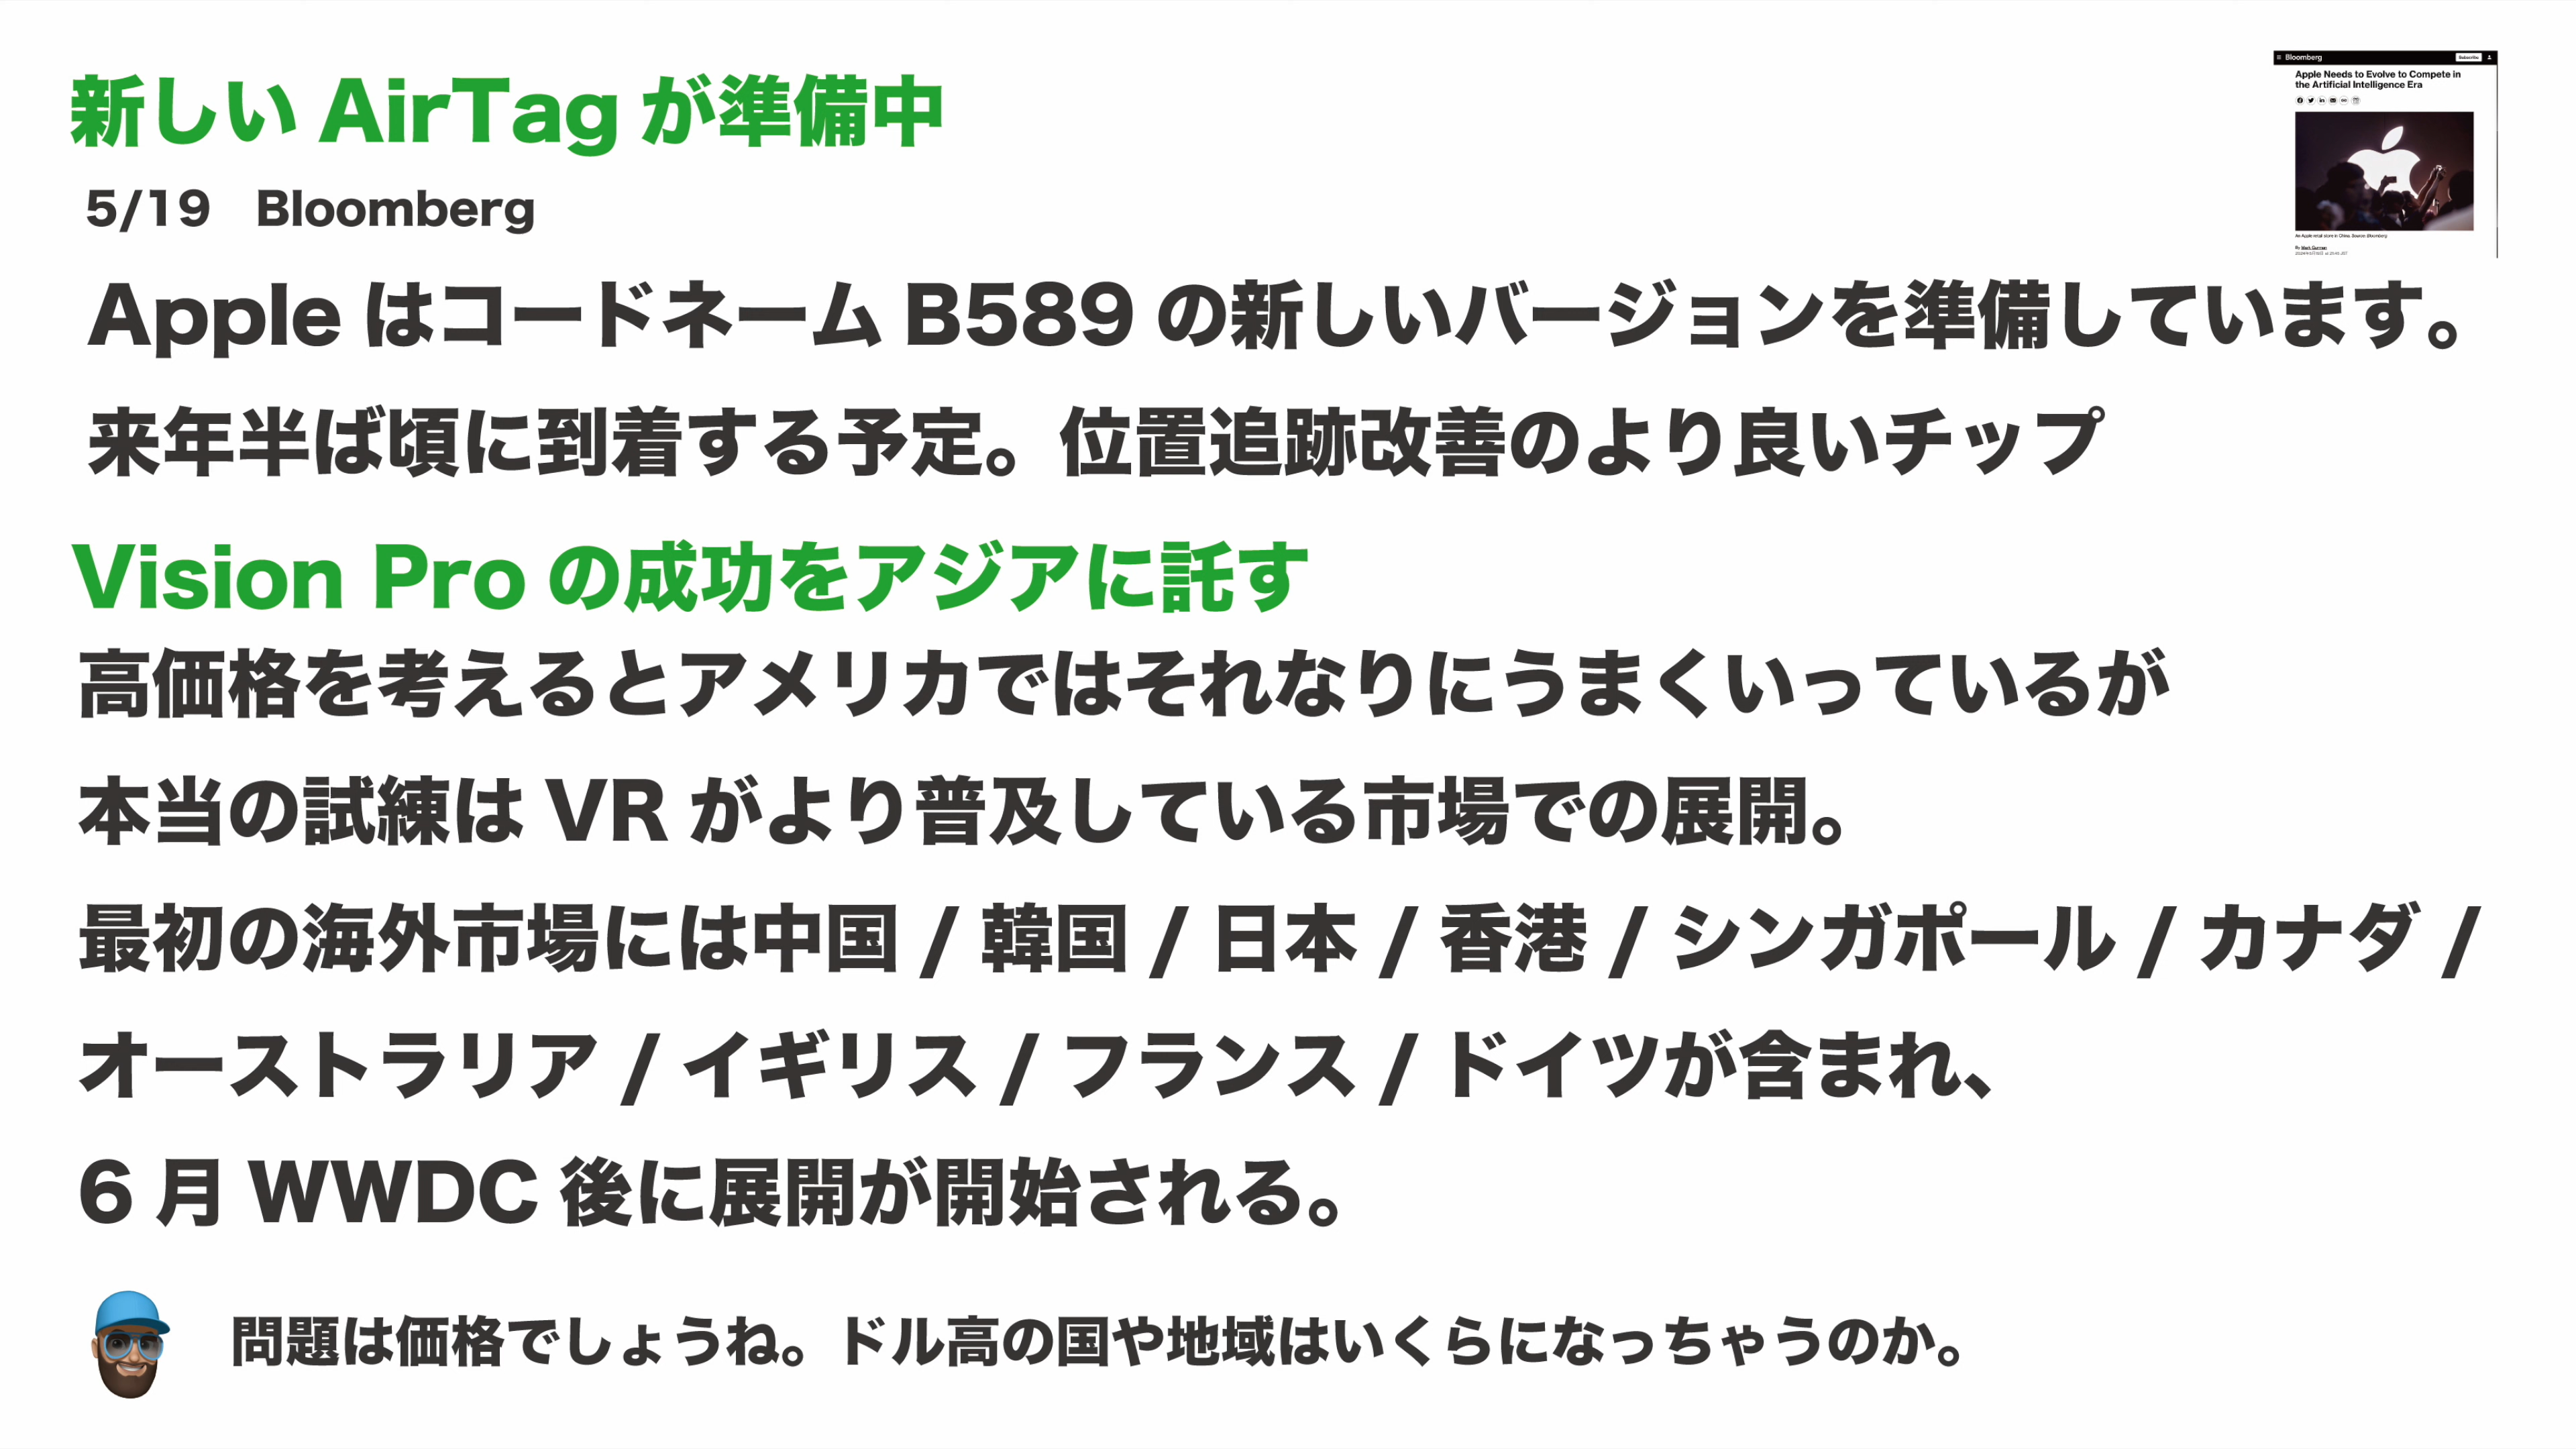 新しい AirTag が準備中
5/19 Bloomberg
Bloomberg
Subscribe
Apple Needs to Evolve to Compete in
the Artificial Intelligence Era
An Apple retail store in China. Source: Bloomberg
By Mark Gurman
Apple はコードネーム B589 の新しいバージョンを準備しています。
来年半ば頃に到着する予定。位置追跡改善のより良いチップ
Vision Pro の成功をアジアに託す
高価格を考えるとアメリカではそれなりにうまくいっているが
本当の試練は VR がより普及している市場での展開。
最初の海外市場には中国 / 韓国 / 日本 / 香港 / シンガポール / カナダ /
オーストラリア / イギリス / フランス / ドイツが含まれ、
6 月 WWDC 後に展開が開始される。
問題は価格でしょうね。ドル高の国や地域はいくらになっちゃうのか。